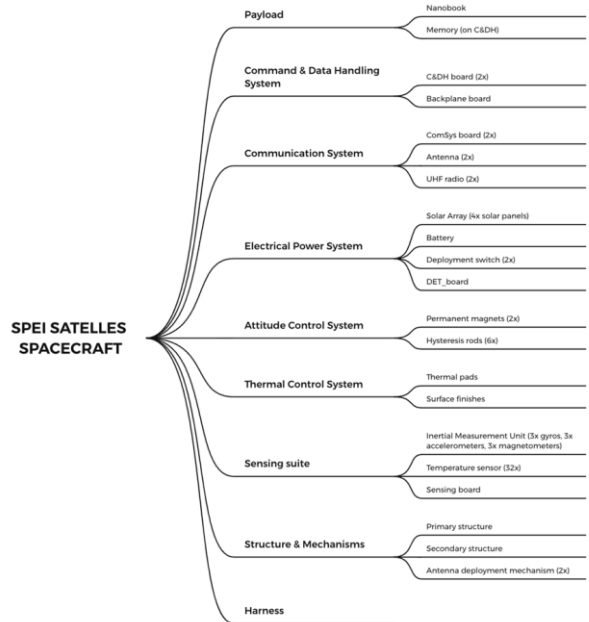 SPEI SATELLES
SPACECRAFT
Payload
Nanobook
Memory (on C&DH)
Command & Data Handling
System
C&DH board (2x)
Backplane board
Communication System
ComSys board (2x)
Antenna (2x)
UHF radio (2x)
Electrical Power System
Solar Array (4x solar panels)
Battery
Deployment switch (2x)
DET_board
Attitude Control System
Permanent magnets (2x)
Hysteresis rods (6x)
Thermal Control System
Thermal pads
Surface finishes
Sensing suite
Inertial Measurement Unit (3x gyros, 3x
accelerometers, 3x magnetometers)
Temperature sensor (32x)
Sensing board
Structure & Mechanisms
Primary structure
Secondary structure
Antenna deployment mechanism (2x)
Harness